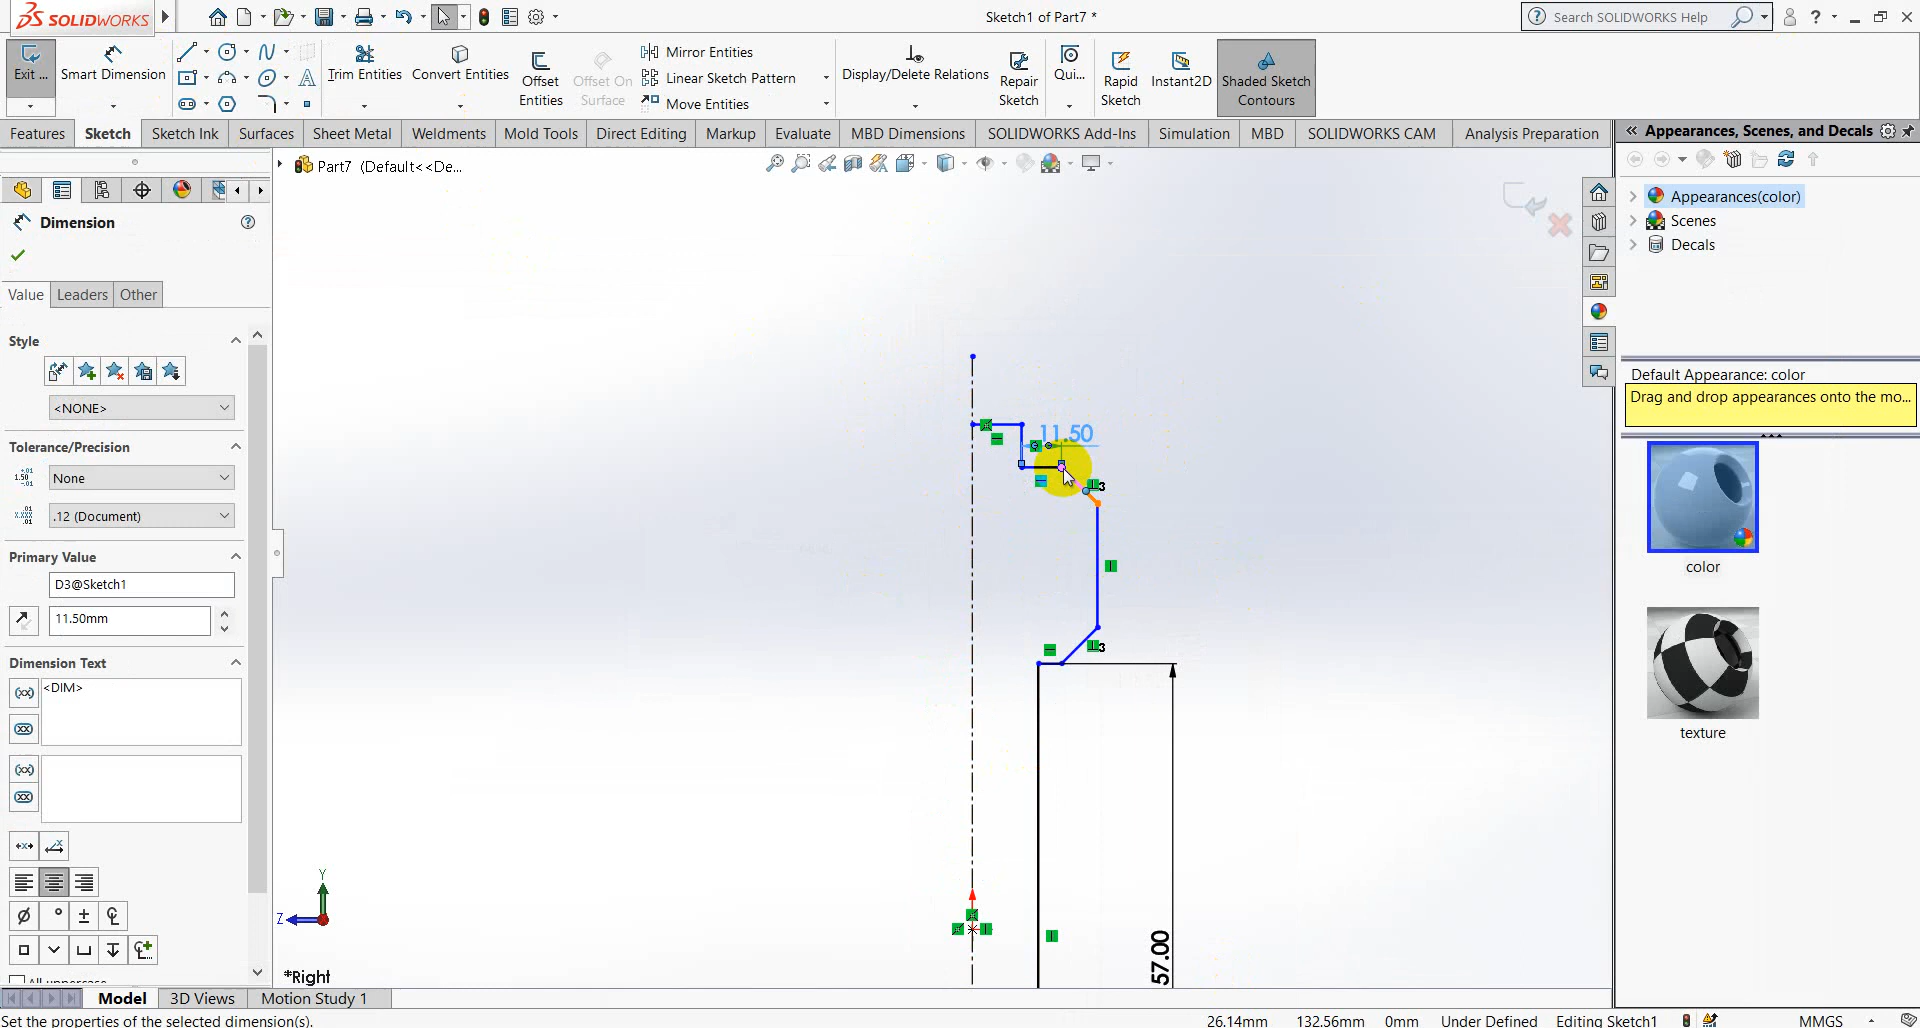 SOLIDWORKS
Sketch1 of Part7 *
Search SOLIDWORKS Help
Exit ...
Smart Dimension
Trim Entities
Convert Entities
Offset Entities
Offset On Surface
Mirror Entities
Linear Sketch Pattern
Move Entities
Display/Delete Relations
Repair Sketch
Qui...
Rapid Sketch
Instant2D
Shaded Sketch Contours
Features
Sketch
Sketch Ink
Surfaces
Sheet Metal
Weldments
Mold Tools
Direct Editing
Markup
Evaluate
MBD Dimensions
SOLIDWORKS Add-Ins
Simulation
MBD
SOLIDWORKS CAM
Analysis Preparation
Appearances, Scenes, and Decals
Part7 (Default<<De...
Appearances(color)
Scenes
Decals
Dimension
Value
Leaders
Other
Style
<NONE>
Tolerance/Precision
None
.12 (Document)
Primary Value
D3@Sketch1
11.50mm
Dimension Text
<DIM>
All uppercase
11.50
3
3
57.00
Y
Z
*Right
Default Appearance: color
Drag and drop appearances onto the mo...
color
texture
Model
3D Views
Motion Study 1
Set the properties of the selected dimension(s).
26.14mm
132.56mm
0mm
Under Defined
Editing Sketch1
MMGS